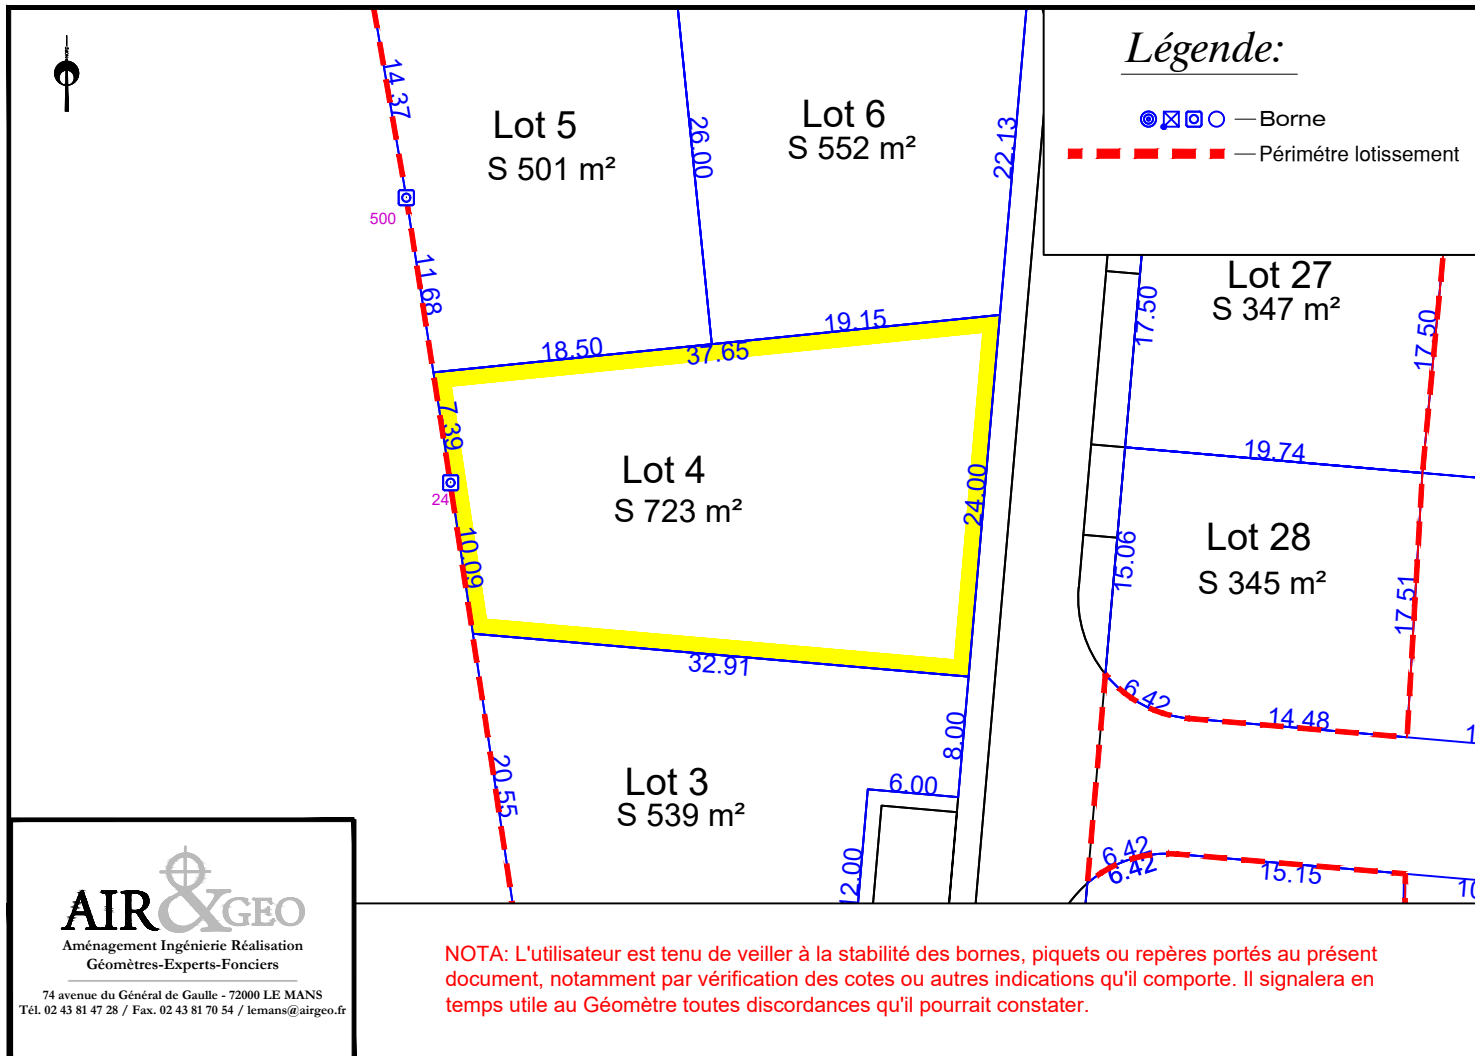 Légende:
Borne
Périmétre lotissement
14.37
Lot 5
S 501 m²
26.00
Lot 6
S 552 m²
22.13
500
11.68
18.50
19.15
37.65
Lot 27
S 347 m²
17.50
17.50
7.39
24
10.09
Lot 4
S 723 m²
24.00
19.74
Lot 28
S 345 m²
15.06
17.51
32.91
6.42
14.48
1
8.00
20.55
Lot 3
S 539 m²
6.00
12.00
6.42
6.42
15.15
10
AIR&GEO
Aménagement Ingénierie Réalisation
Géomètres-Experts-Fonciers
74 avenue du Général de Gaulle - 72000 LE MANS
Tél. 02 43 81 47 28 / Fax. 02 43 81 70 54 / lemans@airgeo.fr
NOTA: L'utilisateur est tenu de veiller à la stabilité des bornes, piquets ou repères portés au présent
document, notamment par vérification des cotes ou autres indications qu'il comporte. Il signalera en
temps utile au Géomètre toutes discordances qu'il pourrait constater.